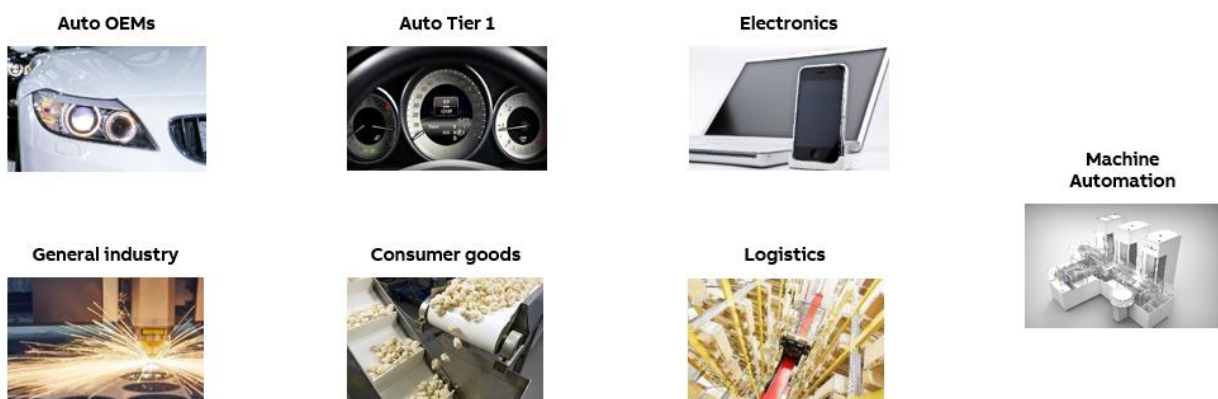 Auto OEMs
Auto Tier 1
Electronics
Machine
Automation
General industry
Consumer goods
Logistics